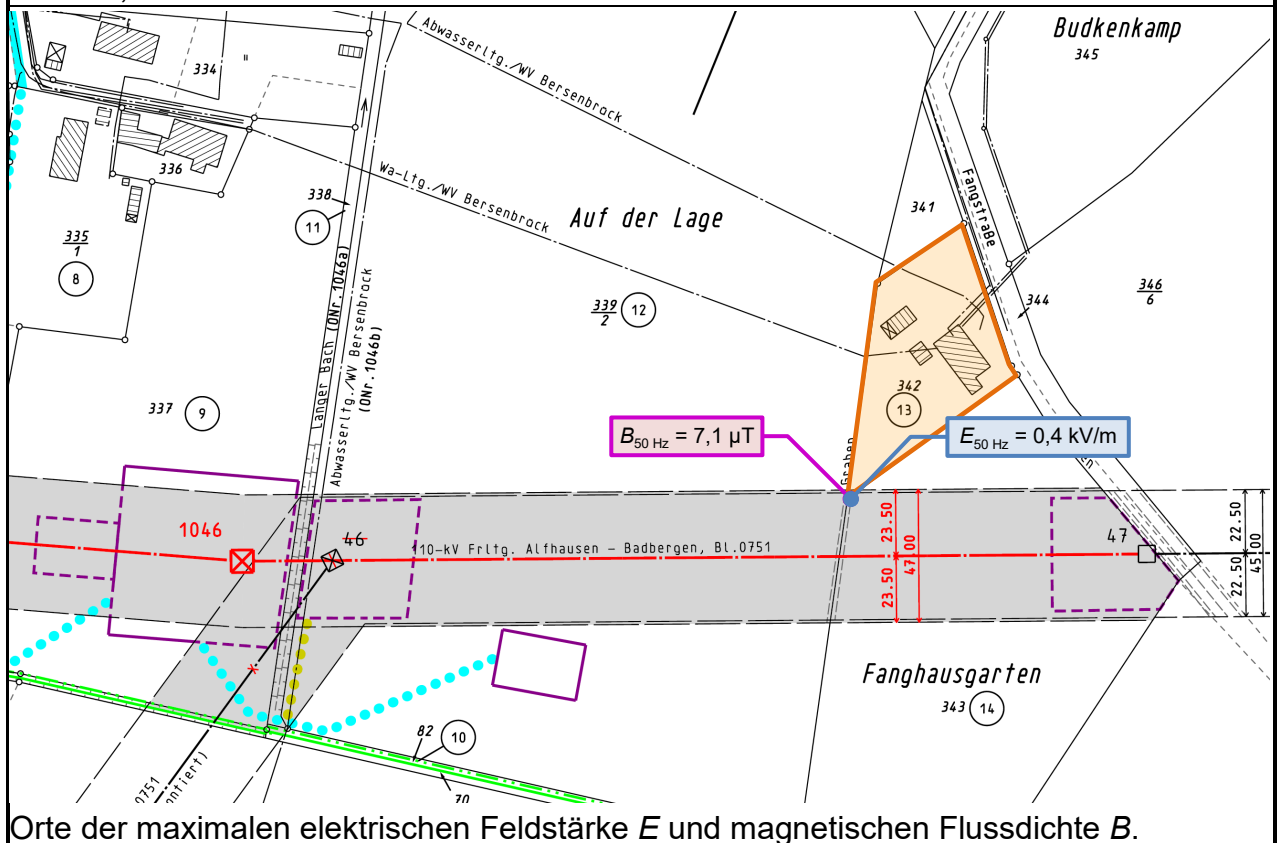 Budkenkamp
345
Abwasserltg./WV Bersenbrock
334
"
336
Wa-Ltg./WV Bersenbrock
338
11
Auf der Lage
341
Fangstraße
335
1
8
Langer Bach (ONr.1046a)
Abwasserltg./WV Bersenbrock
(ONr.1046b)
339
2
12
344
346
6
342
13
337
9
B50 Hz = 7,1 µT
E50 Hz = 0,4 kV/m
Graben
1046
46
110-kV Frltg. Alfhausen – Badbergen, Bl.0751
47
23.50
23.50
47.00
22.50
22.50
45.00
Fanghausgarten
343
14
82
10
70
0751
ontiert)
Orte der maximalen elektrischen Feldstärke E und magnetischen Flussdichte B.